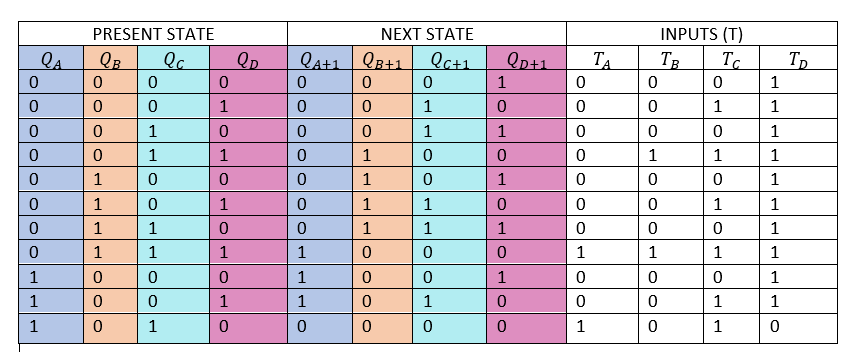 PRESENT STATE NEXT STATE INPUTS (T)
Q_A Q_B Q_C Q_D Q_{A+1} Q_{B+1} Q_{C+1} Q_{D+1} T_A T_B T_C T_D
0 0 0 0 0 0 0 1 0 0 0 1
0 0 0 1 0 0 1 0 0 0 1 1
0 0 1 0 0 0 1 1 0 0 0 1
0 0 1 1 0 1 0 0 0 1 1 1
0 1 0 0 0 1 0 1 0 0 0 1
0 1 0 1 0 1 1 0 0 0 1 1
0 1 1 0 0 1 1 1 0 0 0 1
0 1 1 1 1 0 0 0 1 1 1 1
1 0 0 0 1 0 0 1 0 0 0 1
1 0 0 1 1 0 1 0 0 0 1 1
1 0 1 0 0 0 0 0 1 0 1 0